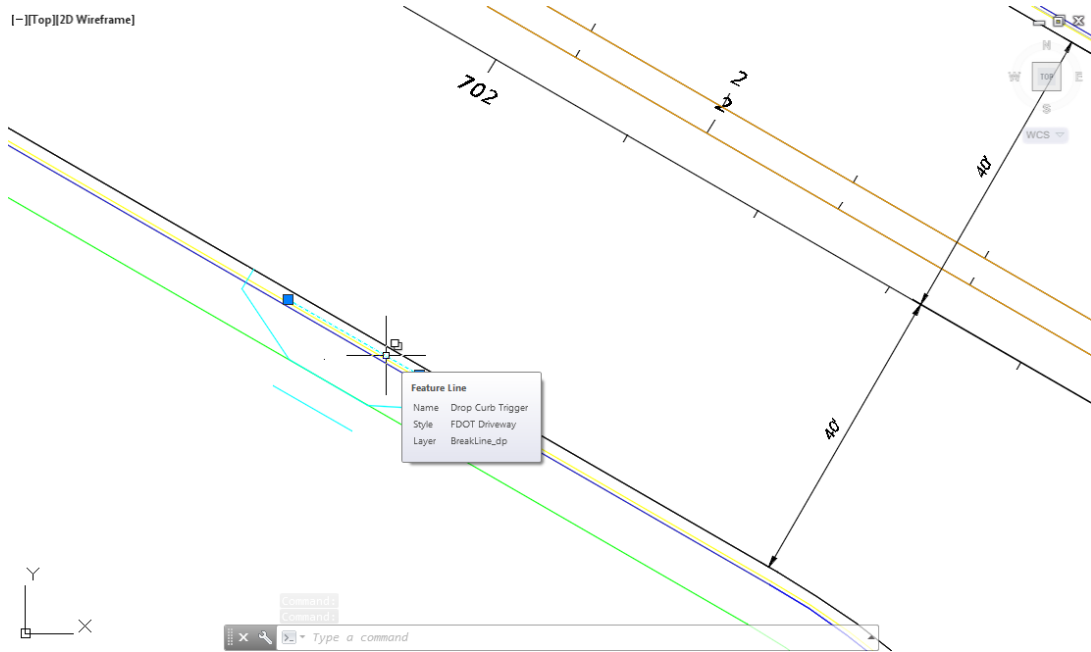 [−][Top][2D Wireframe]
N
W TOP E
S
WCS
702
2
2
40'
40'
Feature Line
Name Drop Curb Trigger
Style FDOT Driveway
Layer BreakLine_dp
Y
X
Command:
Command:
Type a command